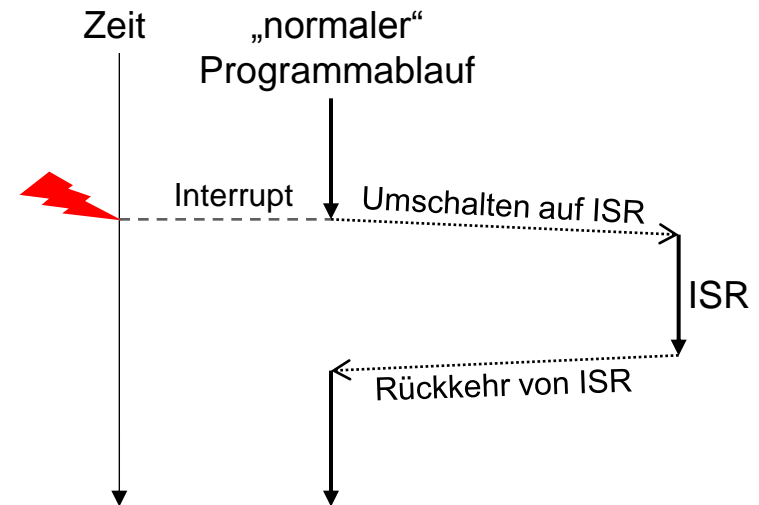 Zeit
„normaler“
Programmablauf
Interrupt
Umschalten auf ISR
ISR
Rückkehr von ISR